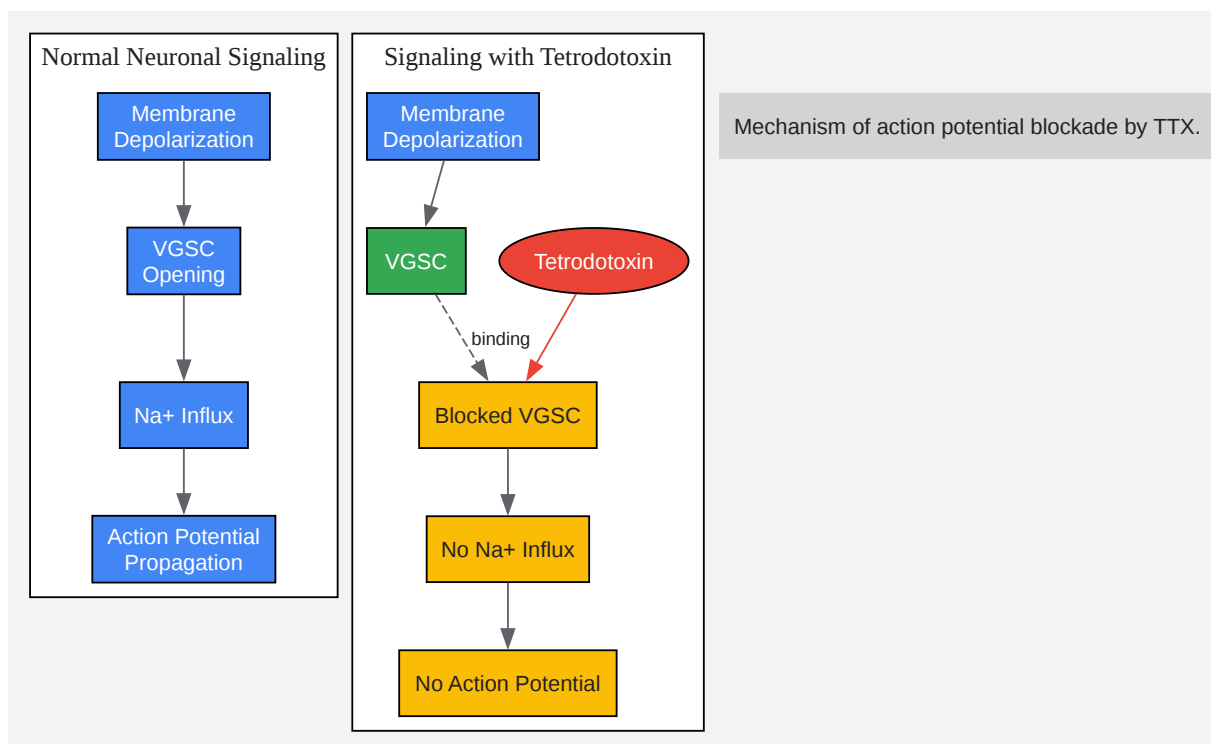 Normal Neuronal Signaling
Membrane
Depolarization
VGSC
Opening
Na+ Influx
Action Potential
Propagation
Signaling with Tetrodotoxin
Membrane
Depolarization
VGSC
Tetrodotoxin
binding
Blocked VGSC
No Na+ Influx
No Action Potential
Mechanism of action potential blockade by TTX.